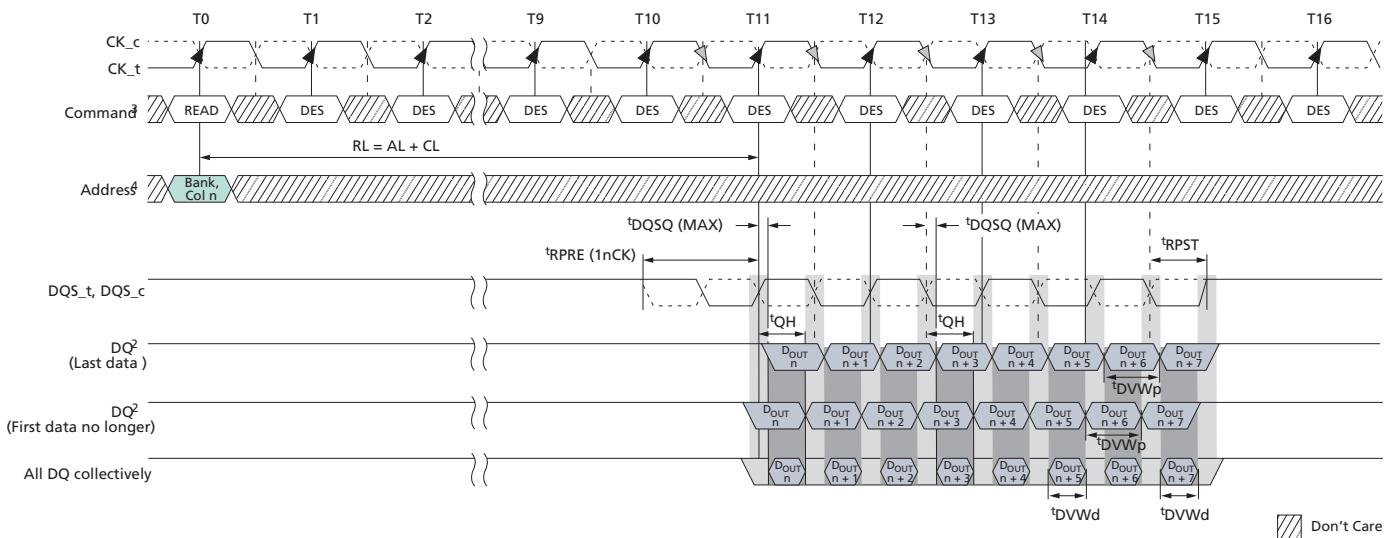 T0 T1 T2 T9 T10 T11 T12 T13 T14 T15 T16
CK_c
CK_t
Command3 READ DES DES DES DES DES DES DES DES DES DES
RL = AL + CL
Address4 Bank,
Col n
tDQSQ (MAX) tDQSQ (MAX)
tRPRE (1nCK) tRPST
DQS_t, DQS_c
tQH tQH
DQ2
(Last data )
DOUT n DOUT n + 1 DOUT n + 2 DOUT n + 3 DOUT n + 4 DOUT n + 5 DOUT n + 6 DOUT n + 7
tDVWp
DQ2
(First data no longer)
DOUT n DOUT n + 1 DOUT n + 2 DOUT n + 3 DOUT n + 4 DOUT n + 5 DOUT n + 6 DOUT n + 7
tDVWp
All DQ collectively
DOUT n DOUT n + 1 DOUT n + 2 DOUT n + 3 DOUT n + 4 DOUT n + 5 DOUT n + 6 DOUT n + 7
tDVWd tDVWd
Don't Care